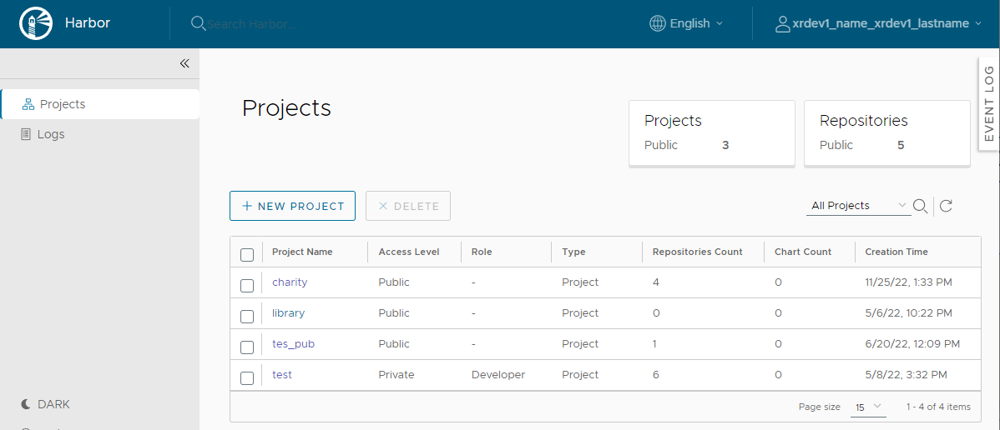 Harbor
Search Harbor...
English
xrdev1_name_xrdev1_lastname
Projects
Logs
DARK
EVENT LOG
Projects
Projects
Public 3
Repositories
Public 5
NEW PROJECT
DELETE
All Projects
Project Name Access Level Role Type Repositories Count Chart Count Creation Time
charity Public - Project 4 0 11/25/22, 1:33 PM
library Public - Project 0 0 5/6/22, 10:22 PM
tes_pub Public - Project 1 0 6/20/22, 12:09 PM
test Private Developer Project 6 0 5/8/22, 3:32 PM
Page size 15 1 - 4 of 4 items